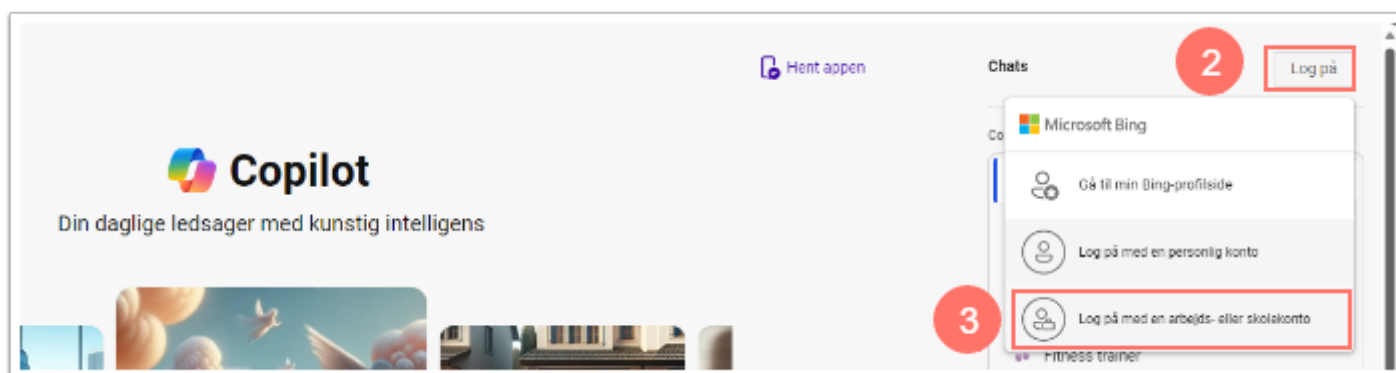 Hent appen
Chats
2
Log på
Microsoft Bing
Co
Copilot
Gå til min Bing-profilside
Din daglige ledsager med kunstig intelligens
Log på med en personlig konto
3
Log på med en arbejds- eller skolekonto
Fitness trainer